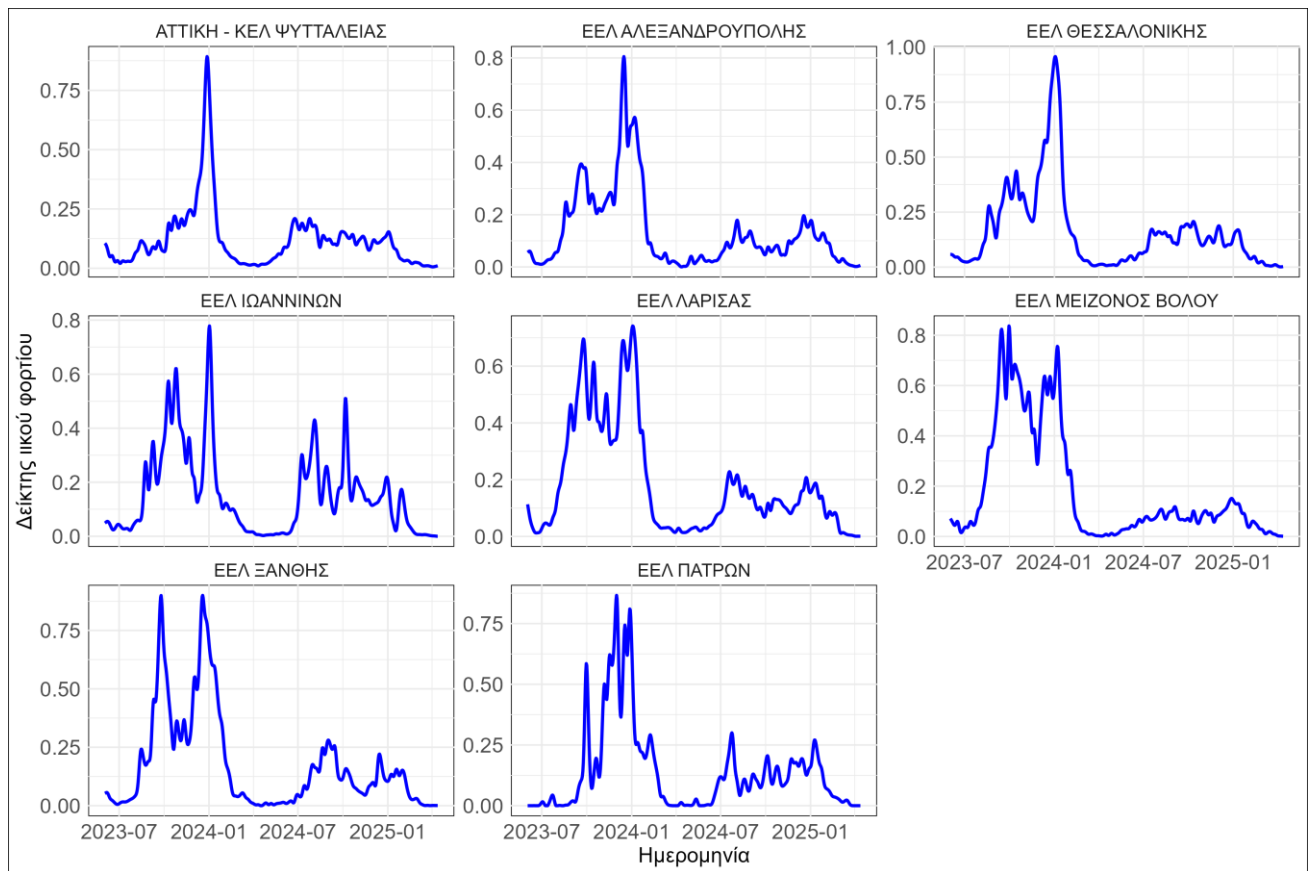 ΑΤΤΙΚΗ - ΚΕΛ ΨΥΤΤΑΛΕΙΑΣ
ΕΕΛ ΑΛΕΞΑΝΔΡΟΥΠΟΛΗΣ
ΕΕΛ ΘΕΣΣΑΛΟΝΙΚΗΣ
0.75
0.50
0.25
0.00
0.8
0.6
0.4
0.2
0.0
1.00
0.75
0.50
0.25
0.00
ΕΕΛ ΙΩΑΝΝΙΝΩΝ
ΕΕΛ ΛΑΡΙΣΑΣ
ΕΕΛ ΜΕΙΖΟΝΟΣ ΒΟΛΟΥ
Δείκτης ιικού φορτίου
0.8
0.6
0.4
0.2
0.0
0.6
0.4
0.2
0.0
0.8
0.6
0.4
0.2
0.0
2023-07 2024-01 2024-07 2025-01
ΕΕΛ ΞΑΝΘΗΣ
ΕΕΛ ΠΑΤΡΩΝ
0.75
0.50
0.25
0.00
0.75
0.50
0.25
0.00
2023-07 2024-01 2024-07 2025-01
2023-07 2024-01 2024-07 2025-01
Ημερομηνία